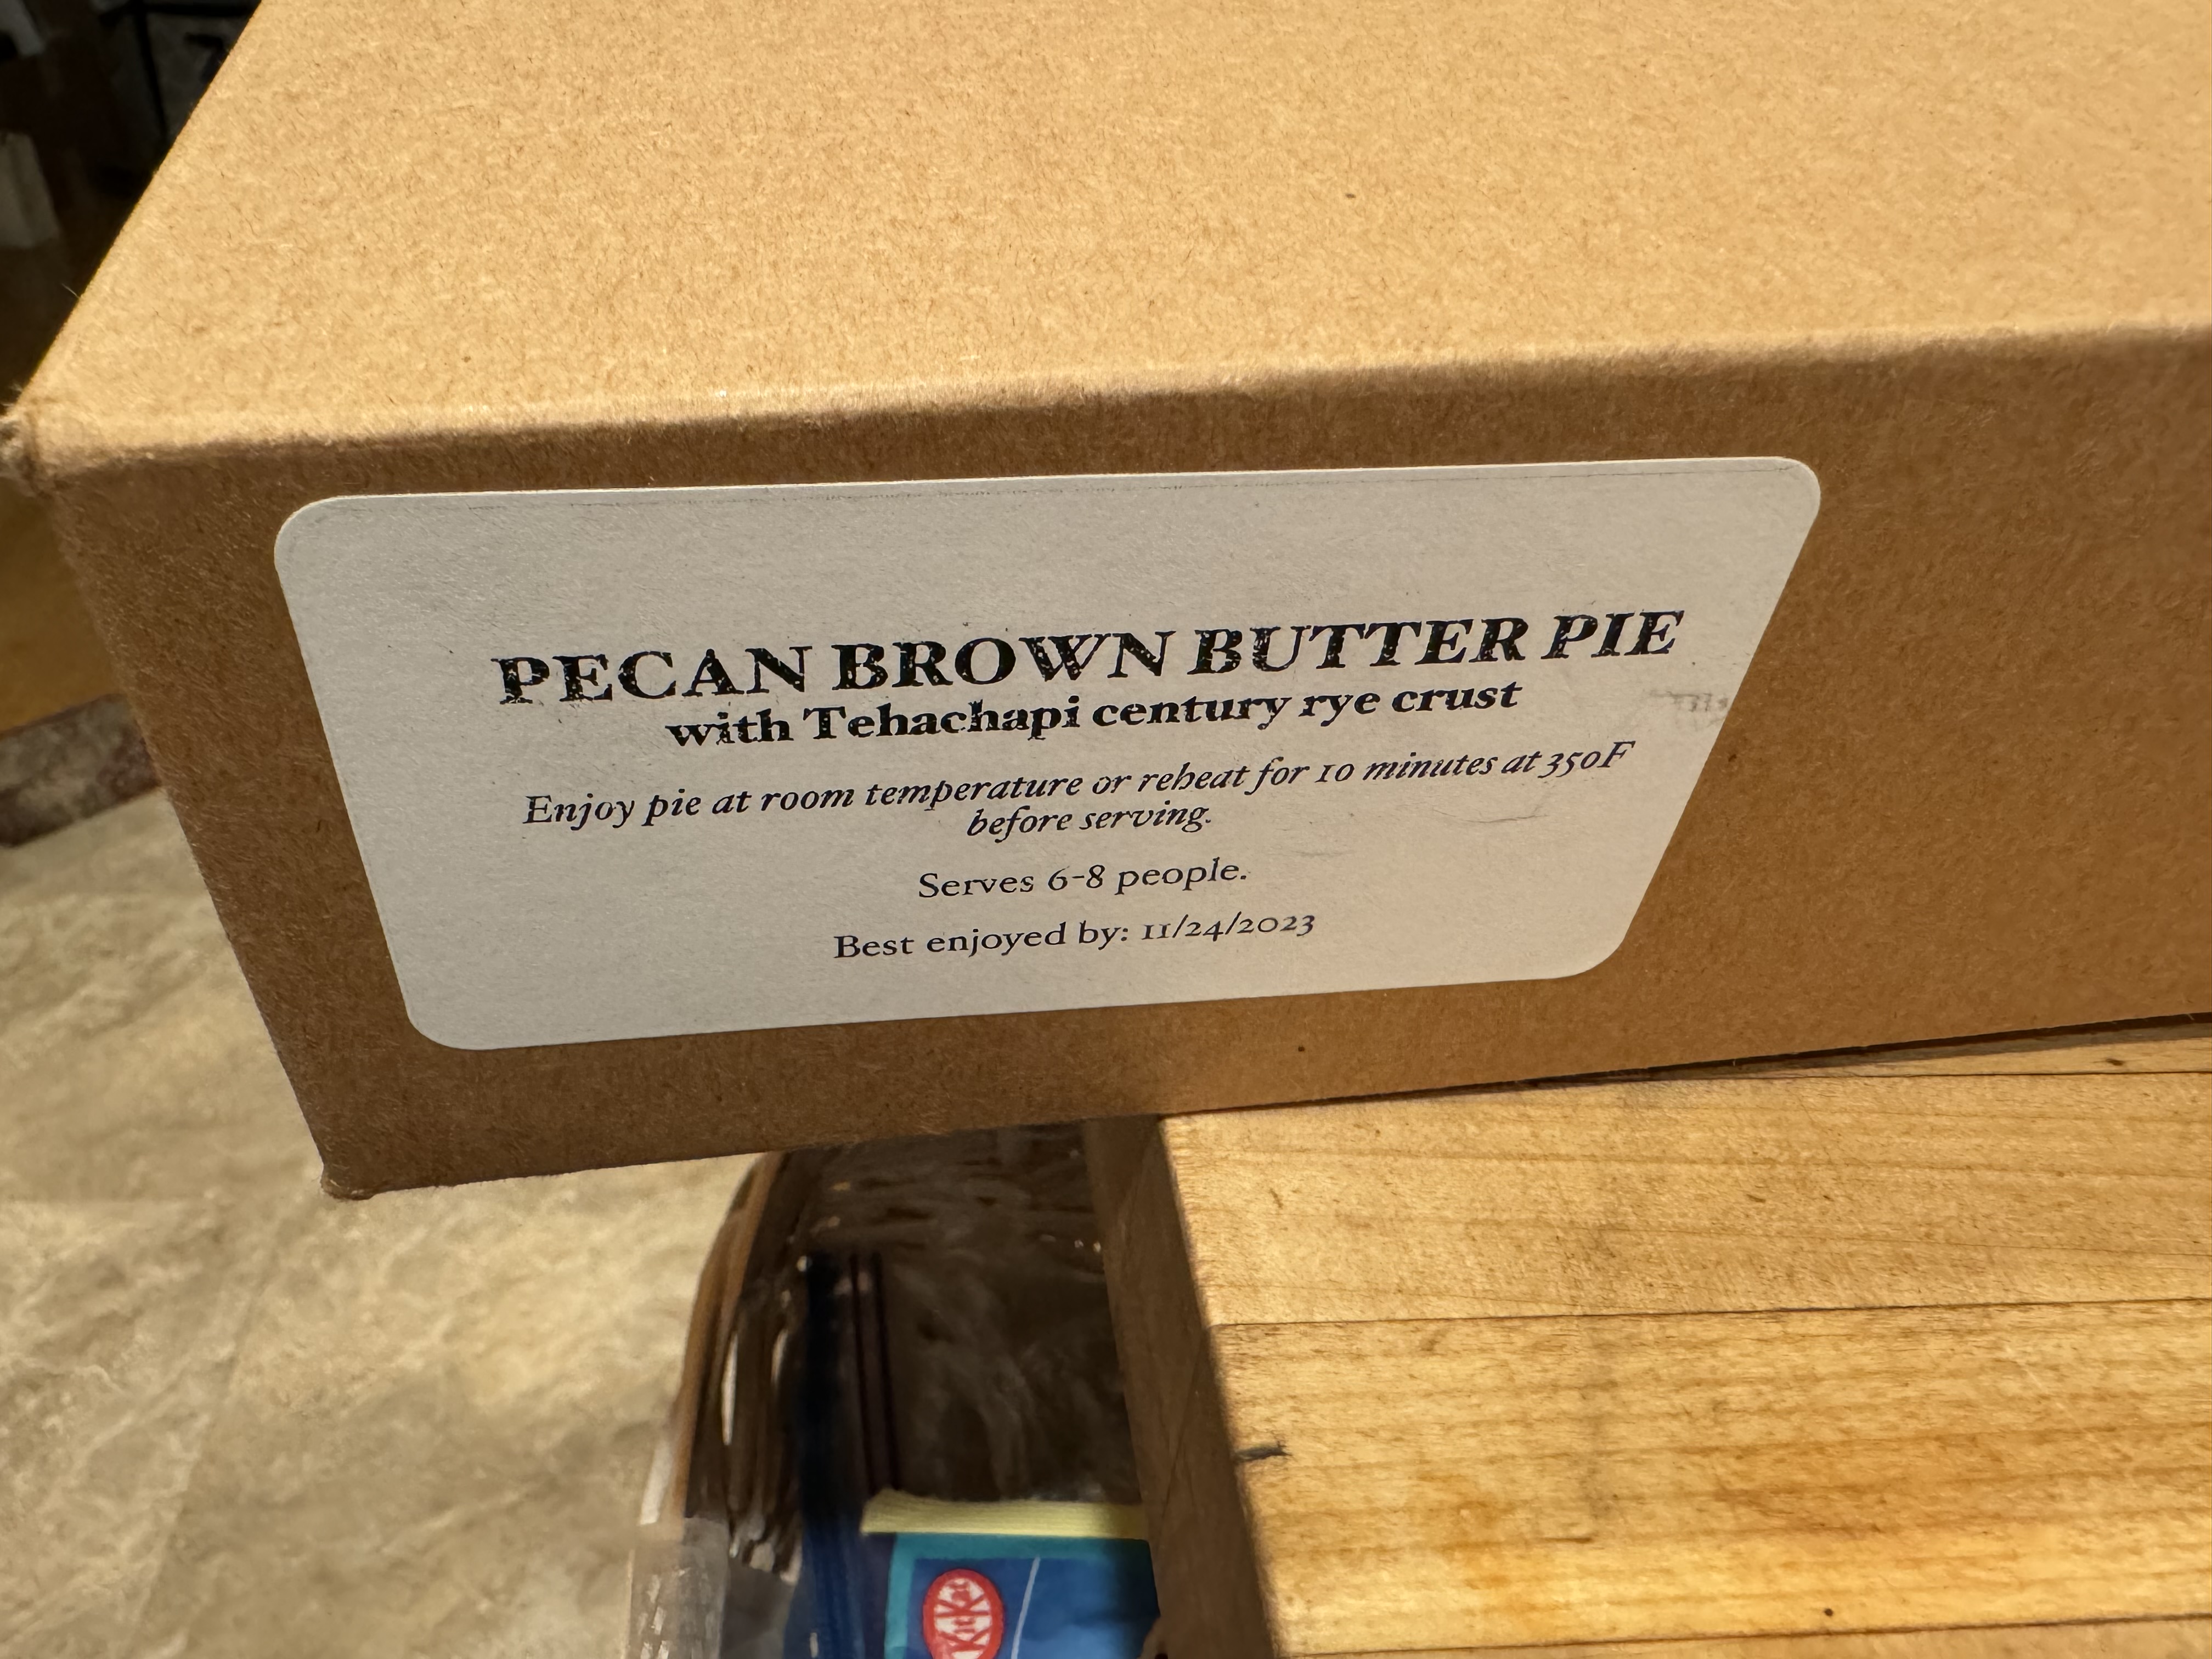 PECAN BROWN BUTTER PIE
with Tehachapi century rye crust
Enjoy pie at room temperature or reheat for 10 minutes at 350F
before serving.
Serves 6-8 people.
Best enjoyed by: 11/24/2023
KitKat